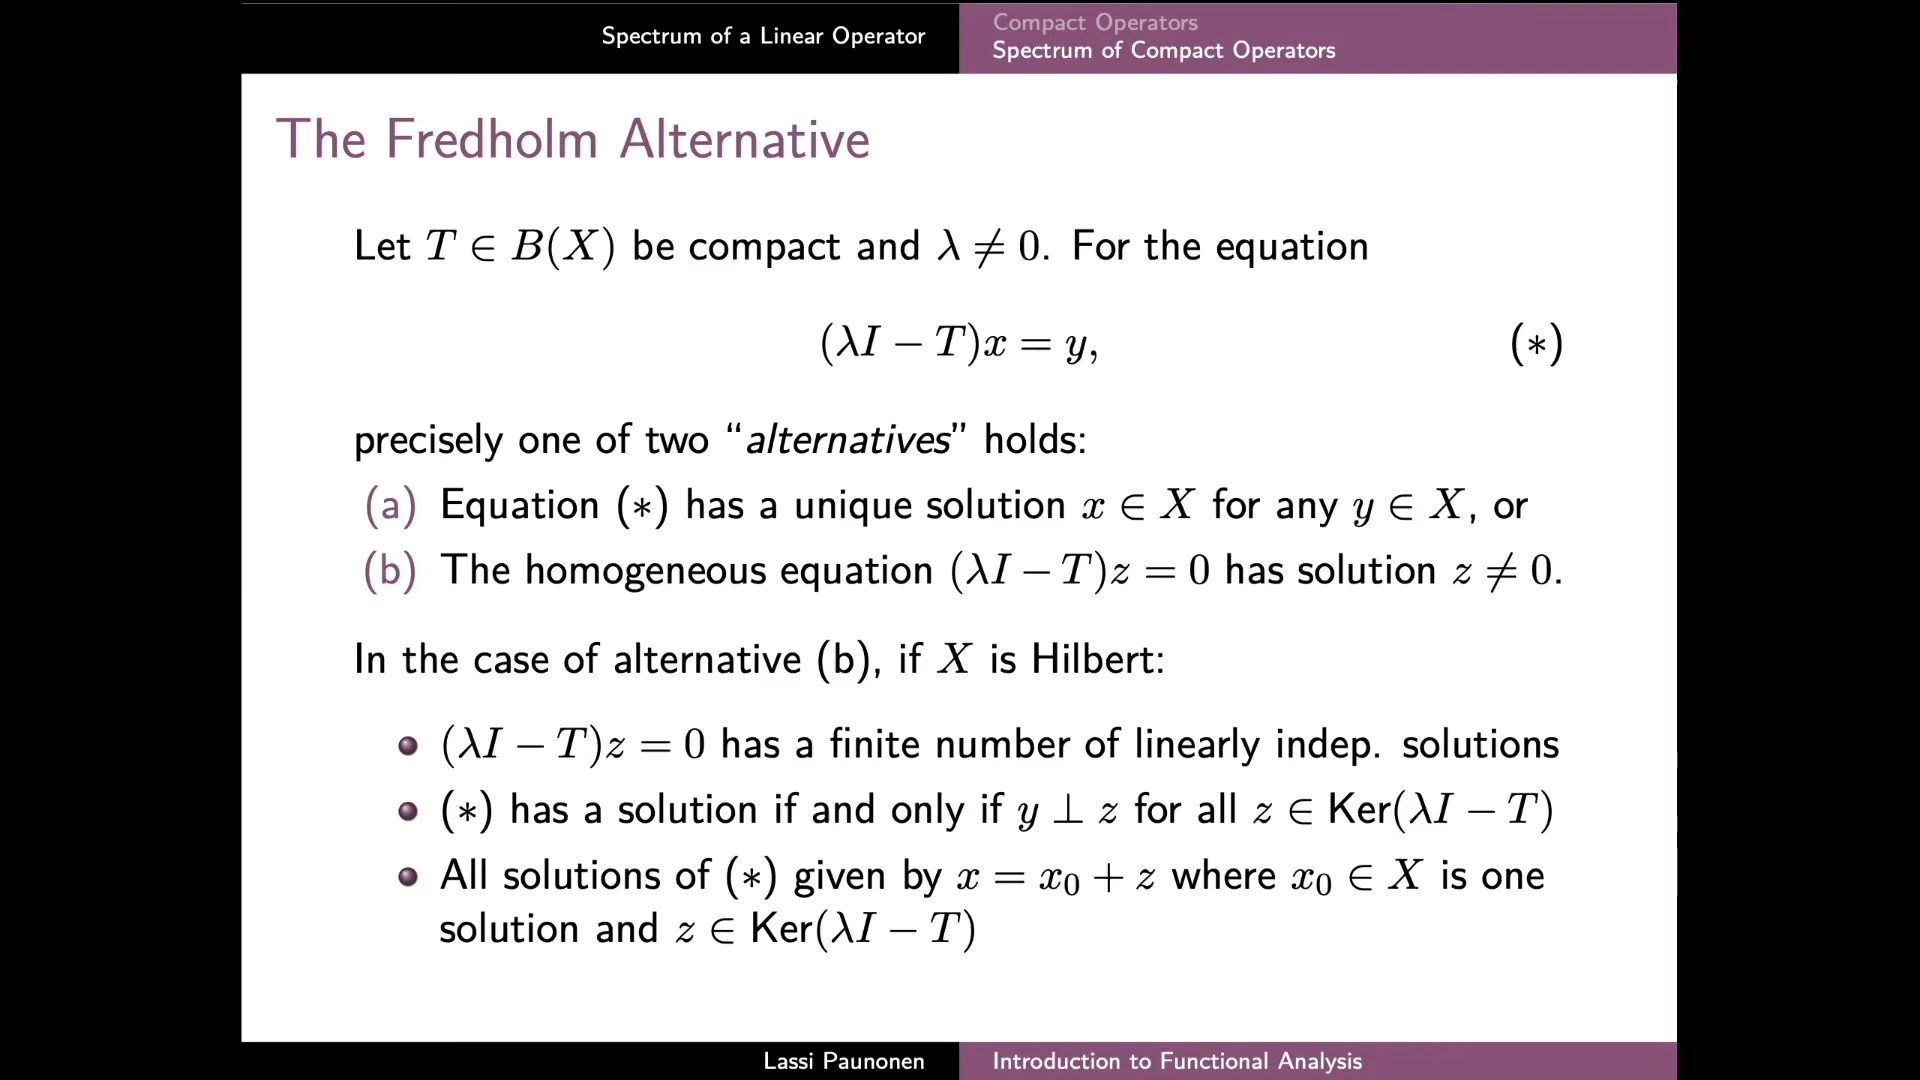 Spectrum of a Linear Operator
Compact Operators
Spectrum of Compact Operators
The Fredholm Alternative
Let T ∈ B(X) be compact and λ ≠ 0. For the equation
(λI − T)x = y, (∗)
precisely one of two “alternatives” holds:
(a) Equation (∗) has a unique solution x ∈ X for any y ∈ X, or
(b) The homogeneous equation (λI − T)z = 0 has solution z ≠ 0.
In the case of alternative (b), if X is Hilbert:
(λI − T)z = 0 has a finite number of linearly indep. solutions
(∗) has a solution if and only if y ⊥ z for all z ∈ Ker(λI − T)
All solutions of (∗) given by x = x₀ + z where x₀ ∈ X is one
solution and z ∈ Ker(λI − T)
Lassi Paunonen
Introduction to Functional Analysis